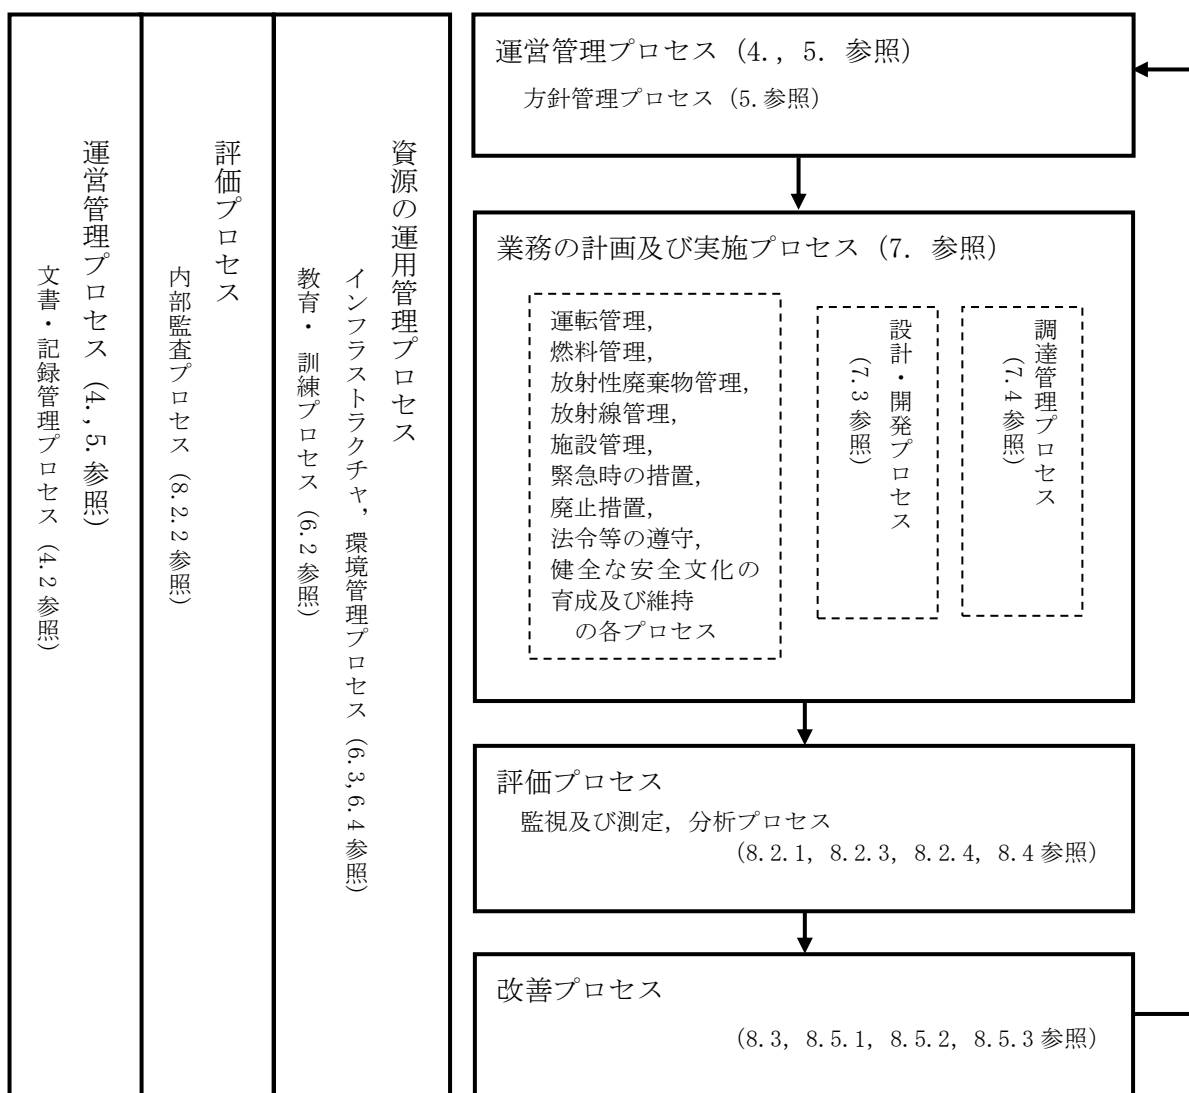 運営管理プロセス（4.，5．参照）
文書・記録管理プロセス（4.2参照）
評価プロセス
内部監査プロセス（8.2.2参照）
資源の運用管理プロセス
インフラストラクチャ，環境管理プロセス（6.3,6.4参照）
教育・訓練プロセス（6.2参照）
運営管理プロセス（4.，5．参照）
方針管理プロセス（5.参照）
業務の計画及び実施プロセス（7．参照）
運転管理，
燃料管理，
放射性廃棄物管理，
放射線管理，
施設管理，
緊急時の措置，
廃止措置，
法令等の遵守，
健全な安全文化の
育成及び維持
の各プロセス
設計・開発プロセス
（7.3参照）
調達管理プロセス
（7.4参照）
評価プロセス
監視及び測定，分析プロセス
（8.2.1，8.2.3，8.2.4，8.4参照）
改善プロセス
（8.3，8.5.1，8.5.2，8.5.3参照）